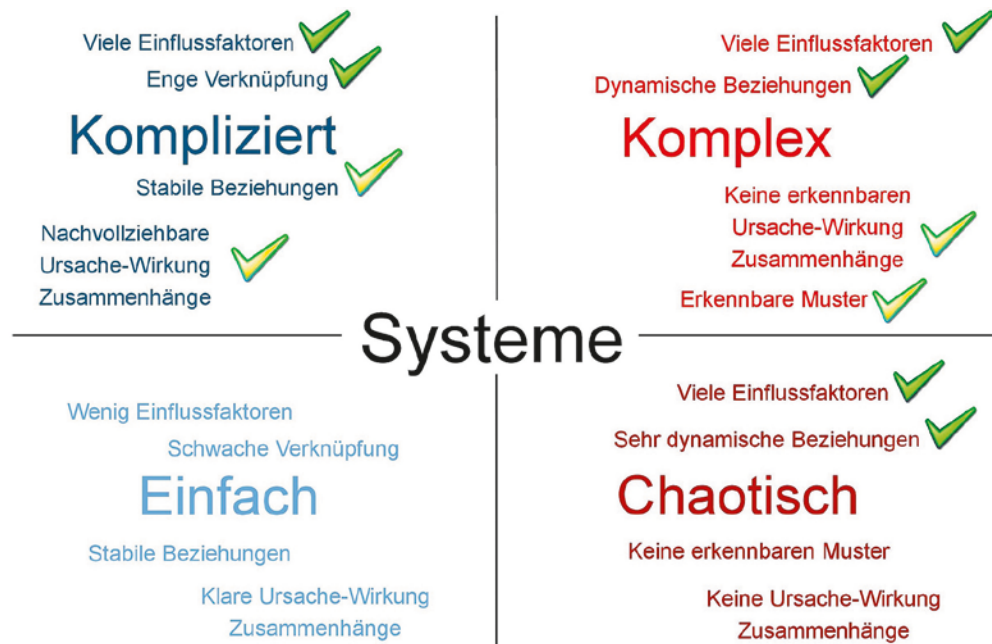 Viele Einflussfaktoren
Enge Verknüpfung
Kompliziert
Stabile Beziehungen
Nachvollziehbare
Ursache-Wirkung
Zusammenhänge
Viele Einflussfaktoren
Dynamische Beziehungen
Komplex
Keine erkennbaren
Ursache-Wirkung
Zusammenhänge
Erkennbare Muster
Systeme
Wenig Einflussfaktoren
Schwache Verknüpfung
Einfach
Stabile Beziehungen
Klare Ursache-Wirkung
Zusammenhänge
Viele Einflussfaktoren
Sehr dynamische Beziehungen
Chaotisch
Keine erkennbaren Muster
Keine Ursache-Wirkung
Zusammenhänge